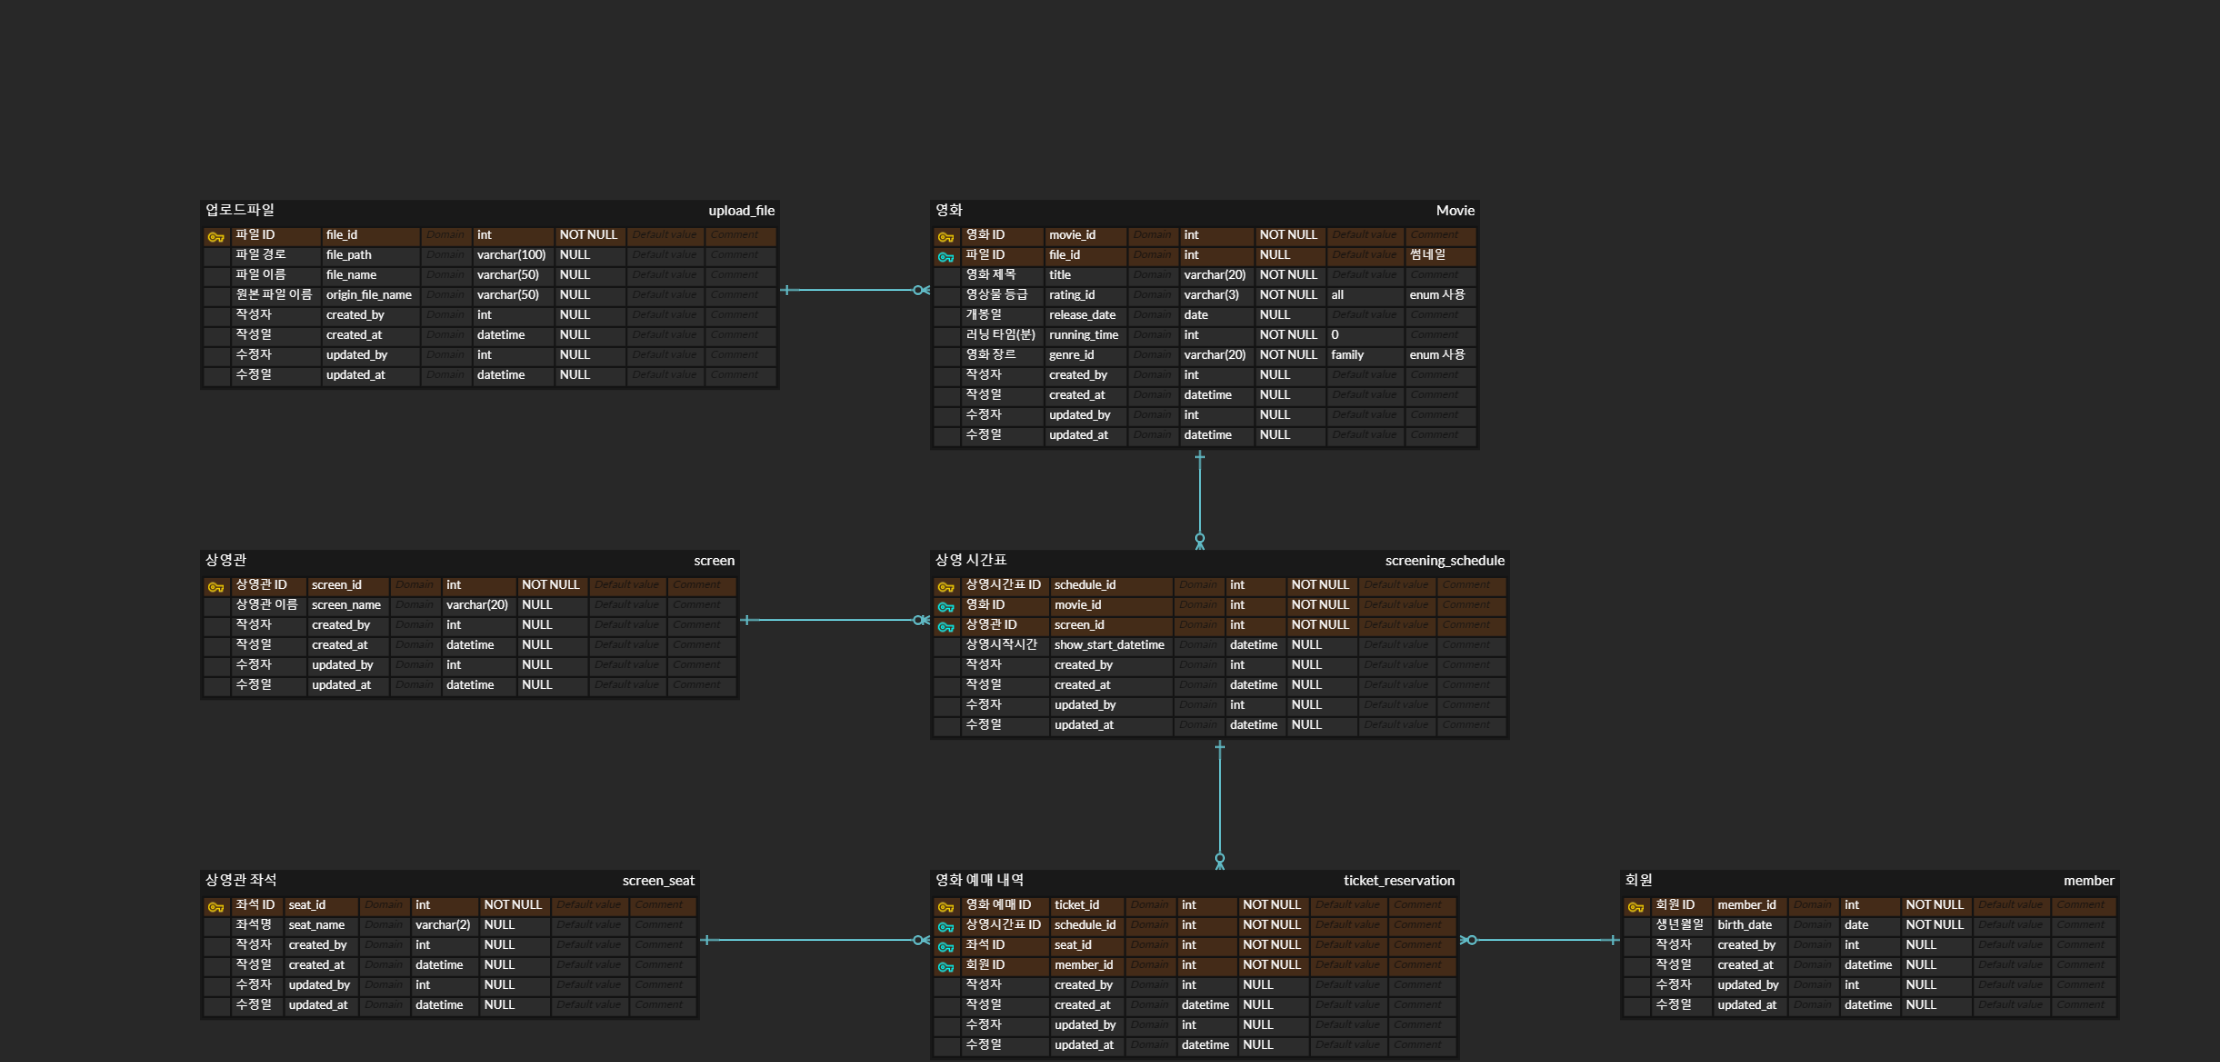 업로드파일 upload_file
파일 ID file_id Domain int NOT NULL Default value Comment
파일 경로 file_path Domain varchar(100) NULL Default value Comment
파일 이름 file_name Domain varchar(50) NULL Default value Comment
원본 파일 이름 origin_file_name Domain varchar(50) NULL Default value Comment
작성자 created_by Domain int NULL Default value Comment
작성일 created_at Domain datetime NULL Default value Comment
수정자 updated_by Domain int NULL Default value Comment
수정일 updated_at Domain datetime NULL Default value Comment
영화 Movie
영화 ID movie_id Domain int NOT NULL Default value Comment
파일 ID file_id Domain int NULL Default value 썸네일
영화 제목 title Domain varchar(20) NOT NULL Default value Comment
영상물 등급 rating_id Domain varchar(3) NOT NULL all enum 사용
개봉일 release_date Domain date NULL Default value Comment
러닝 타임(분) running_time Domain int NOT NULL 0 Comment
영화 장르 genre_id Domain varchar(20) NOT NULL family enum 사용
작성자 created_by Domain int NULL Default value Comment
작성일 created_at Domain datetime NULL Default value Comment
수정자 updated_by Domain int NULL Default value Comment
수정일 updated_at Domain datetime NULL Default value Comment
상영관 screen
상영관 ID screen_id Domain int NOT NULL Default value Comment
상영관 이름 screen_name Domain varchar(20) NULL Default value Comment
작성자 created_by Domain int NULL Default value Comment
작성일 created_at Domain datetime NULL Default value Comment
수정자 updated_by Domain int NULL Default value Comment
수정일 updated_at Domain datetime NULL Default value Comment
상영 시간표 screening_schedule
상영시간표 ID schedule_id Domain int NOT NULL Default value Comment
영화 ID movie_id Domain int NOT NULL Default value Comment
상영관 ID screen_id Domain int NOT NULL Default value Comment
상영시작시간 show_start_datetime Domain datetime NULL Default value Comment
작성자 created_by Domain int NULL Default value Comment
작성일 created_at Domain datetime NULL Default value Comment
수정자 updated_by Domain int NULL Default value Comment
수정일 updated_at Domain datetime NULL Default value Comment
상영관 좌석 screen_seat
좌석 ID seat_id Domain int NOT NULL Default value Comment
좌석명 seat_name Domain varchar(2) NULL Default value Comment
작성자 created_by Domain int NULL Default value Comment
작성일 created_at Domain datetime NULL Default value Comment
수정자 updated_by Domain int NULL Default value Comment
수정일 updated_at Domain datetime NULL Default value Comment
영화 예매 내역 ticket_reservation
영화 예매 ID ticket_id Domain int NOT NULL Default value Comment
상영시간표 ID schedule_id Domain int NOT NULL Default value Comment
좌석 ID seat_id Domain int NOT NULL Default value Comment
회원 ID member_id Domain int NOT NULL Default value Comment
작성자 created_by Domain int NULL Default value Comment
작성일 created_at Domain datetime NULL Default value Comment
수정자 updated_by Domain int NULL Default value Comment
수정일 updated_at Domain datetime NULL Default value Comment
회원 member
회원 ID member_id Domain int NOT NULL Default value Comment
생년월일 birth_date Domain date NOT NULL Default value Comment
작성자 created_by Domain int NULL Default value Comment
작성일 created_at Domain datetime NULL Default value Comment
수정자 updated_by Domain int NULL Default value Comment
수정일 updated_at Domain datetime NULL Default value Comment